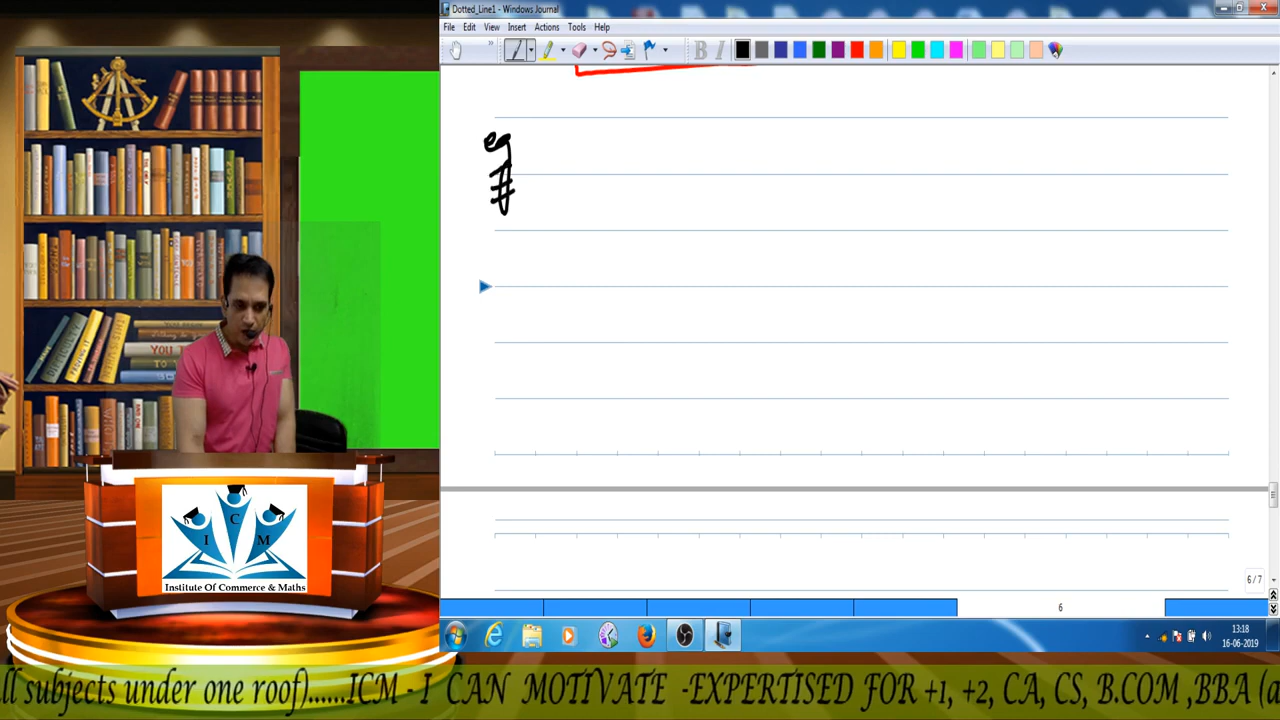 Dotted_Line1 - Windows Journal
File Edit View Insert Actions Tools Help
B I
eg
#
6/7
6
I C M
Institute Of Commerce & Maths
13:18
16-06-2019
ll subjects under one roof)......ICM - I CAN MOTIVATE -EXPERTISED FOR +1, +2, CA, CS, B.COM ,BBA (a